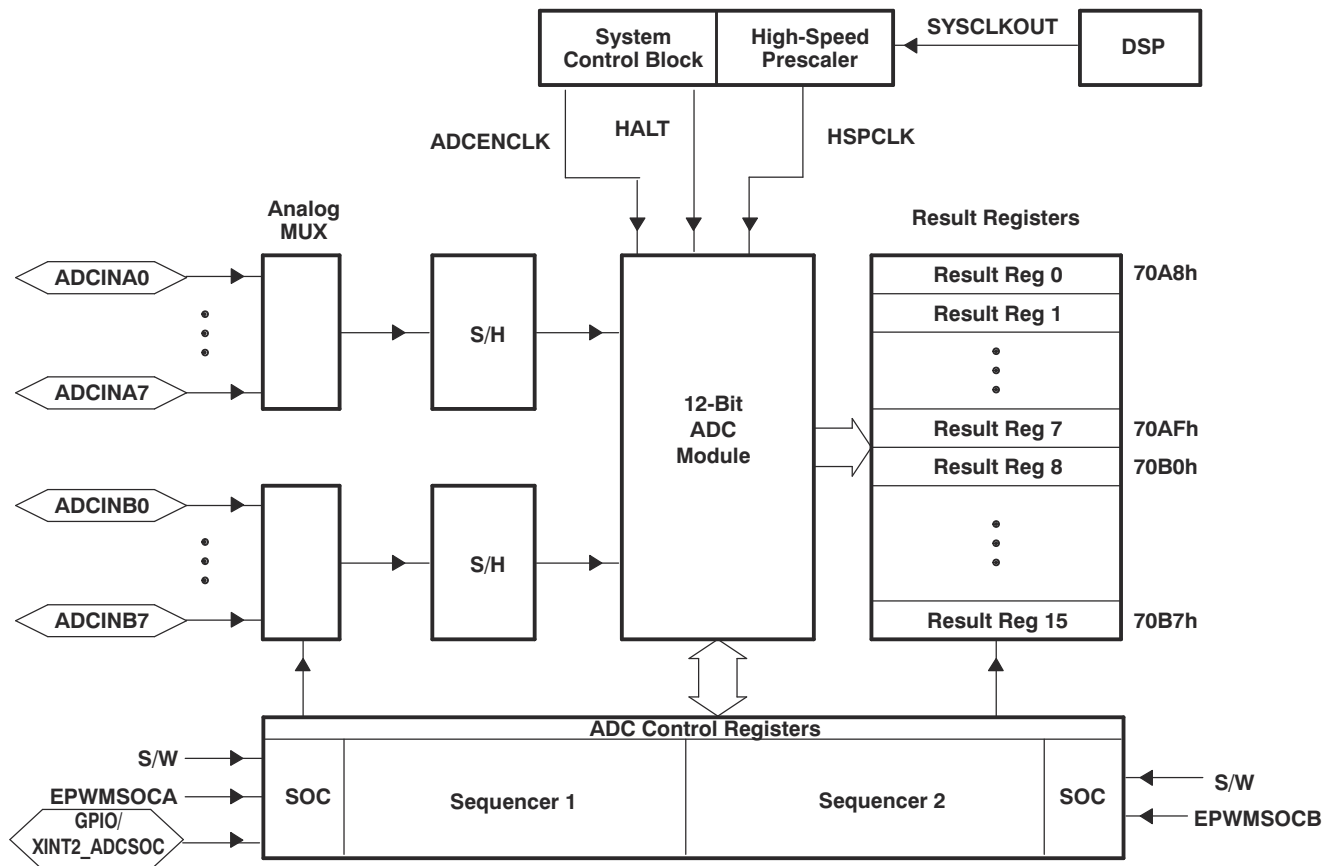 System
Control Block
High-Speed
Prescaler
SYSCLKOUT
DSP
ADCENCLK
HALT
HSPCLK
Analog
MUX
Result Registers
ADCINA0
ADCINA7
S/H
12-Bit
ADC
Module
Result Reg 0
70A8h
Result Reg 1
Result Reg 7
70AFh
Result Reg 8
70B0h
Result Reg 15
70B7h
ADCINB0
ADCINB7
S/H
ADC Control Registers
S/W
EPWMSOCA
GPIO/
XINT2_ADCSOC
SOC
Sequencer 1
Sequencer 2
SOC
S/W
EPWMSOCB